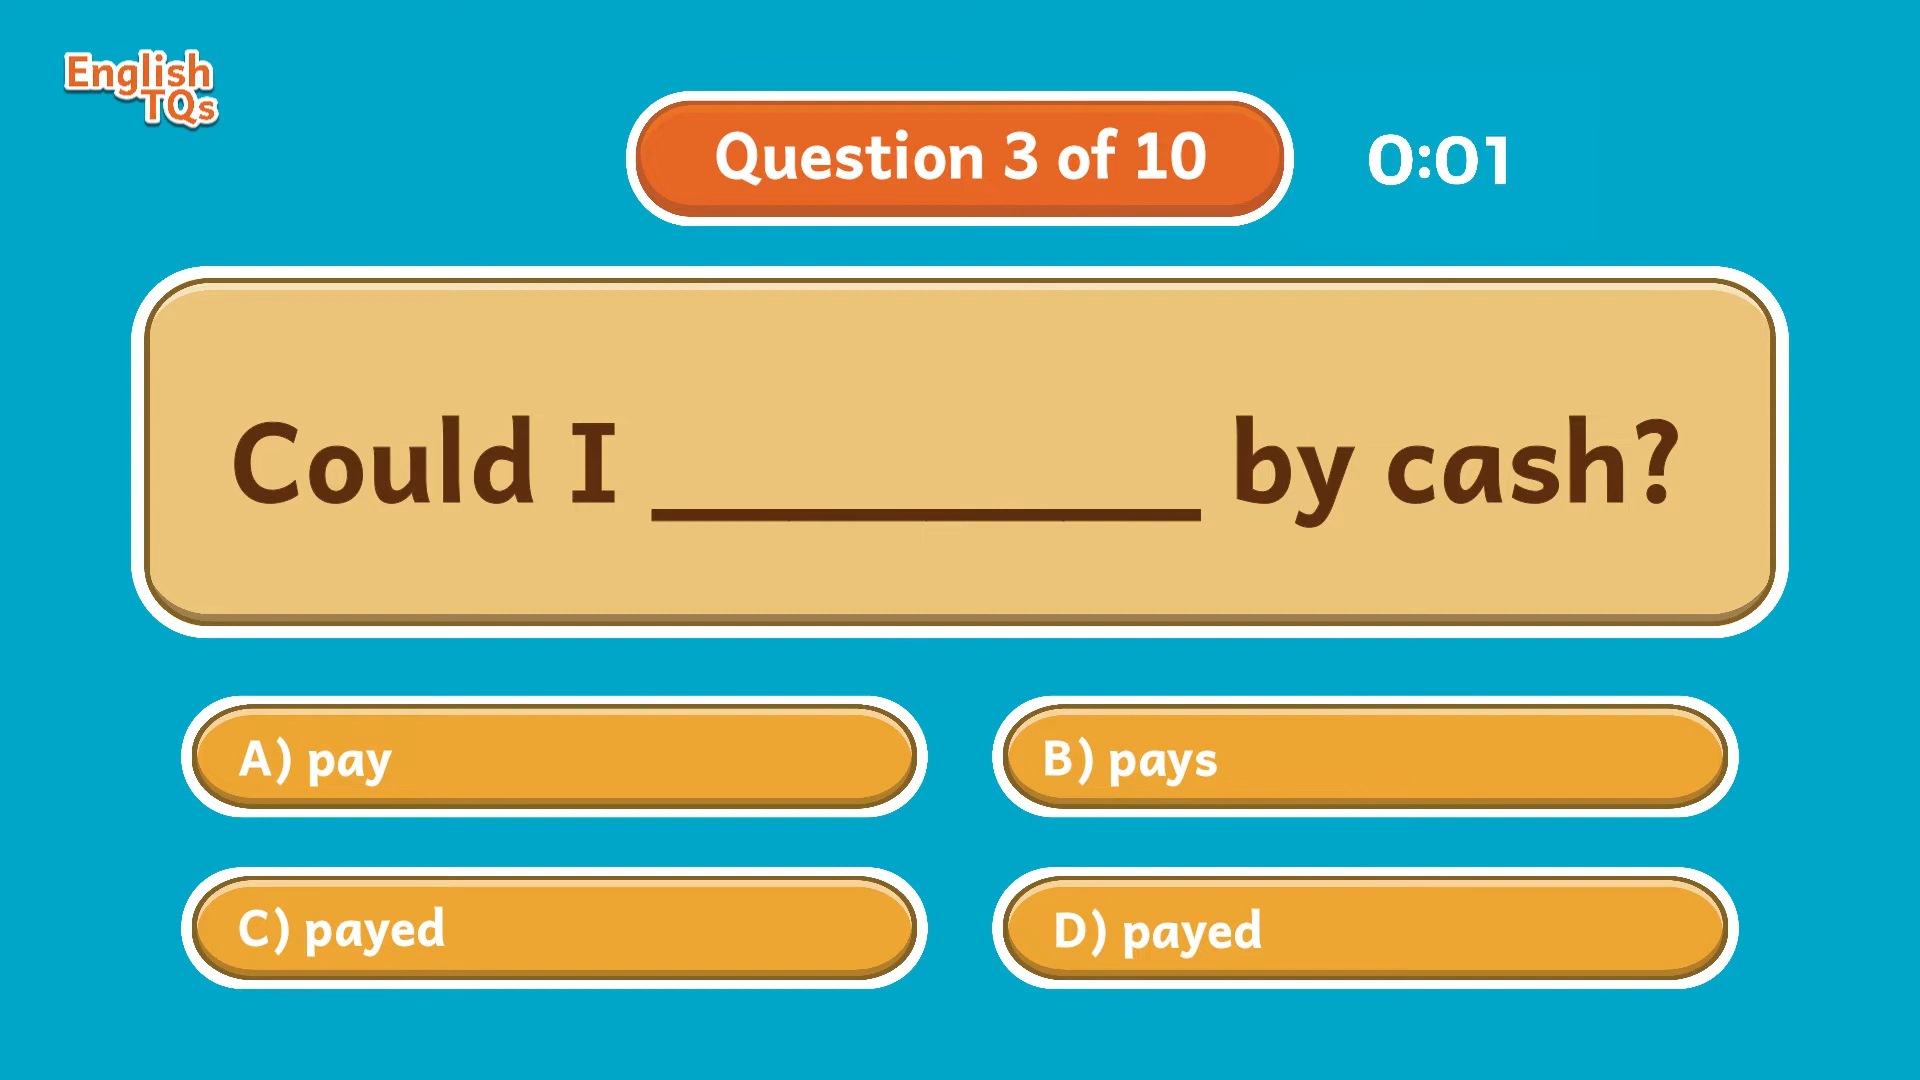 English
TQs
Question 3 of 10
0:01
Could I __________ by cash?
A) pay
B) pays
C) payed
D) payed